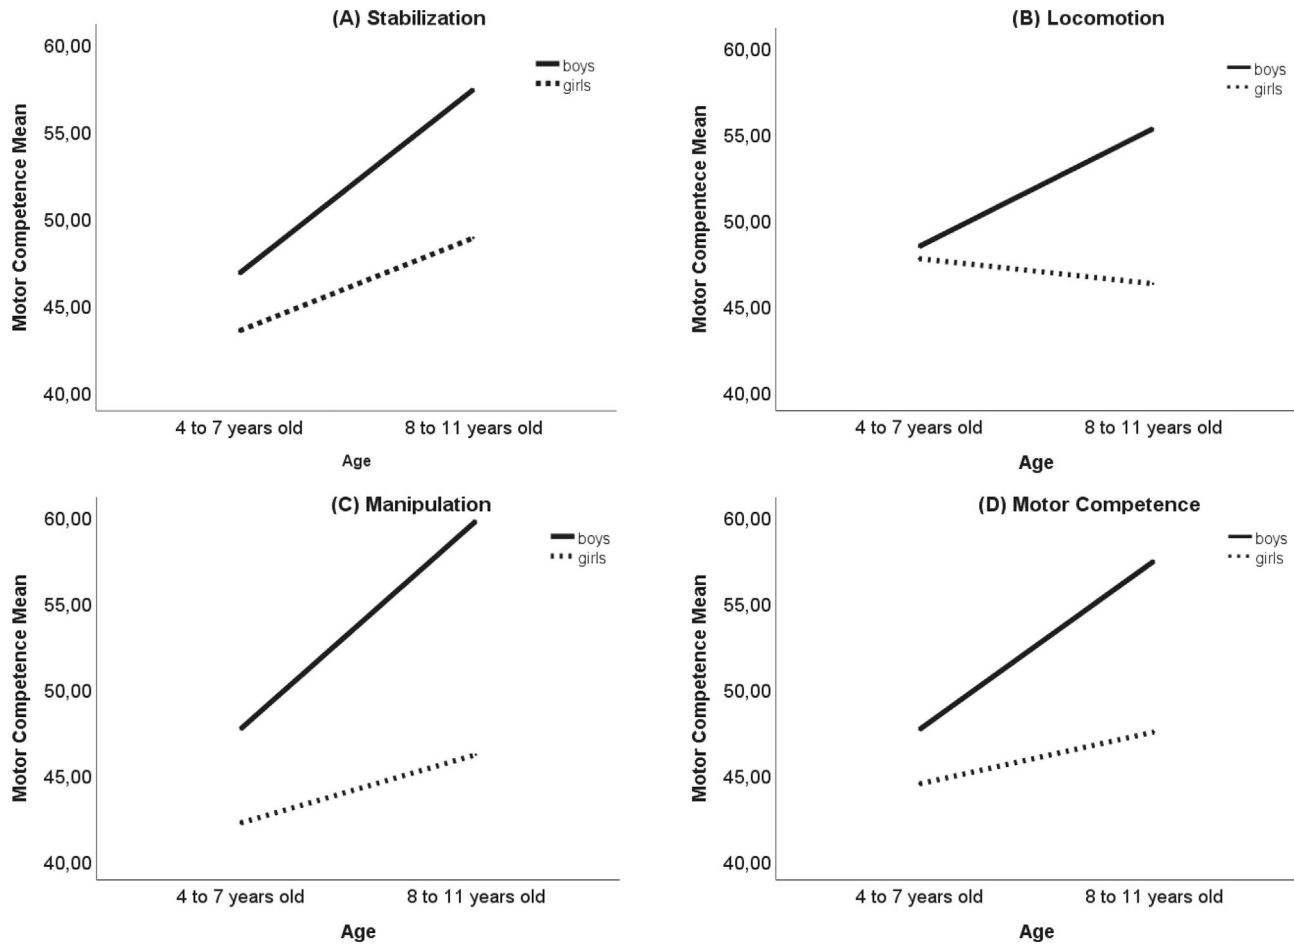 (A) Stabilization
Motor Competence Mean
60,00
55,00
50,00
45,00
40,00
boys
girls
4 to 7 years old
8 to 11 years old
Age
(B) Locomotion
Motor Compentece Mean
60,00
55,00
50,00
45,00
40,00
boys
girls
4 to 7 years old
8 to 11 years old
Age
(C) Manipulation
Motor Competence Mean
60,00
55,00
50,00
45,00
40,00
boys
girls
4 to 7 years old
8 to 11 years old
Age
(D) Motor Competence
Motor Competence Mean
60,00
55,00
50,00
45,00
40,00
boys
girls
4 to 7 years old
8 to 11 years old
Age